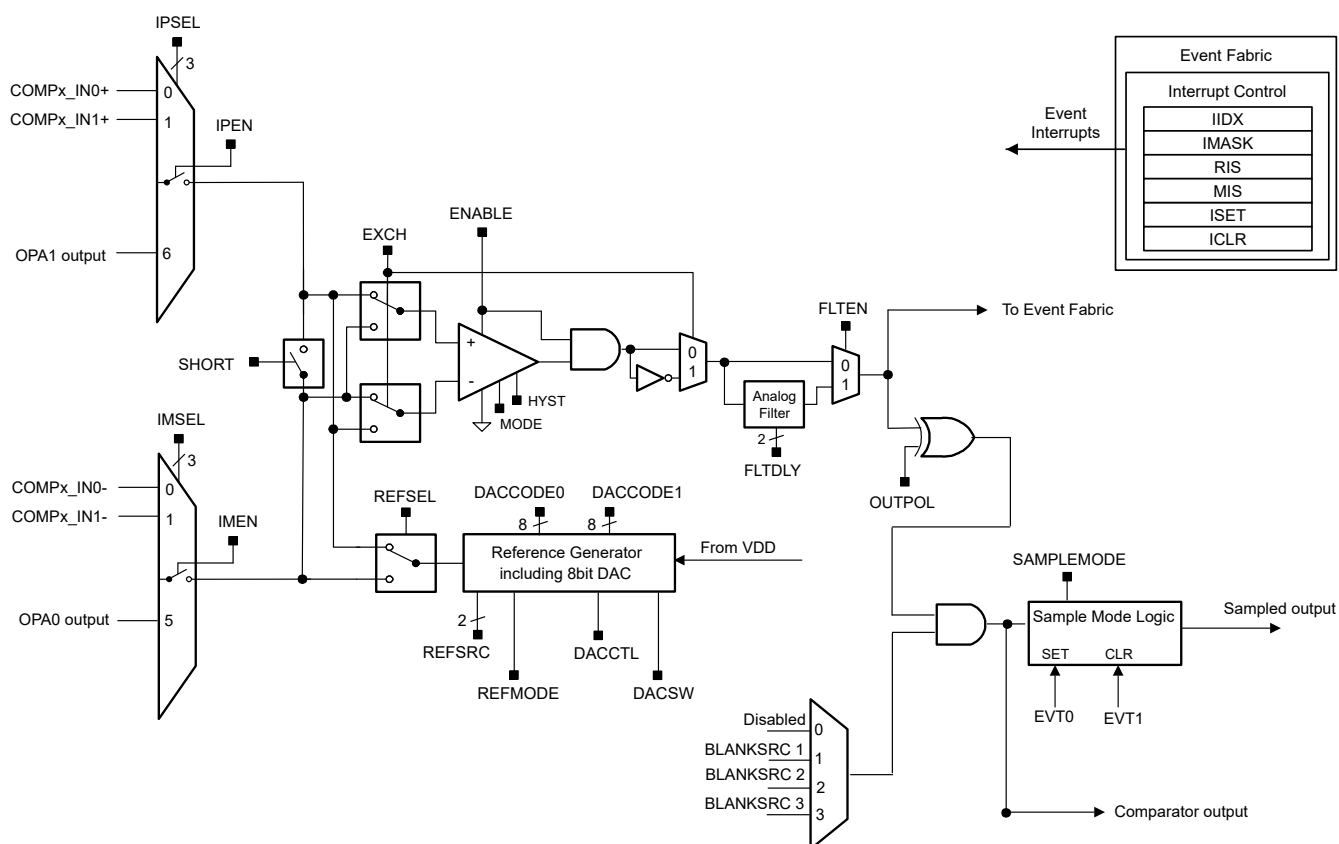 IPSEL
3
COMPx_IN0+
0
COMPx_IN1+
1
IPEN
OPA1 output
6
Event Fabric
Interrupt Control
IIDX
IMASK
RIS
MIS
ISET
ICLR
Event
Interrupts
ENABLE
EXCH
SHORT
+
-
HYST
MODE
0
1
FLTEN
0
1
To Event Fabric
Analog
Filter
2
FLTDLY
OUTPOL
IMSEL
3
COMPx_IN0-
0
COMPx_IN1-
1
IMEN
OPA0 output
5
REFSEL
DACCODE0
DACCODE1
8
8
Reference Generator
including 8bit DAC
From VDD
2
REFSRC
REFMODE
DACCTL
DACSW
SAMPLEMODE
Sample Mode Logic
SET
CLR
EVT0
EVT1
Sampled output
Disabled
0
BLANKSRC 1
1
BLANKSRC 2
2
BLANKSRC 3
3
Comparator output